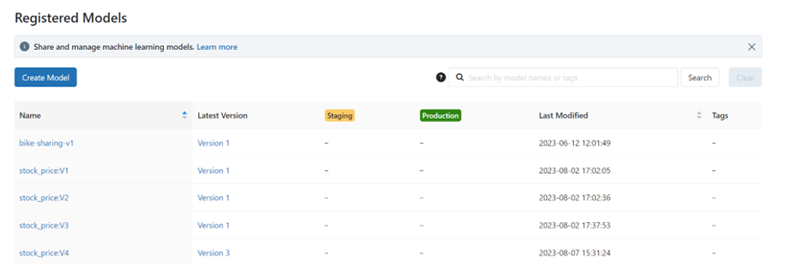 Registered Models
Share and manage machine learning models. Learn more
Create Model Search by model names or tags Search Clear
Name Latest Version Staging Production Last Modified Tags
bike-sharing-v1 Version 1 – – 2023-06-12 12:01:49 –
stock_price:V1 Version 1 – – 2023-08-02 17:02:05 –
stock_price:V2 Version 1 – – 2023-08-02 17:02:36 –
stock_price:V3 Version 1 – – 2023-08-02 17:37:53 –
stock_price:V4 Version 3 – – 2023-08-07 15:31:24 –